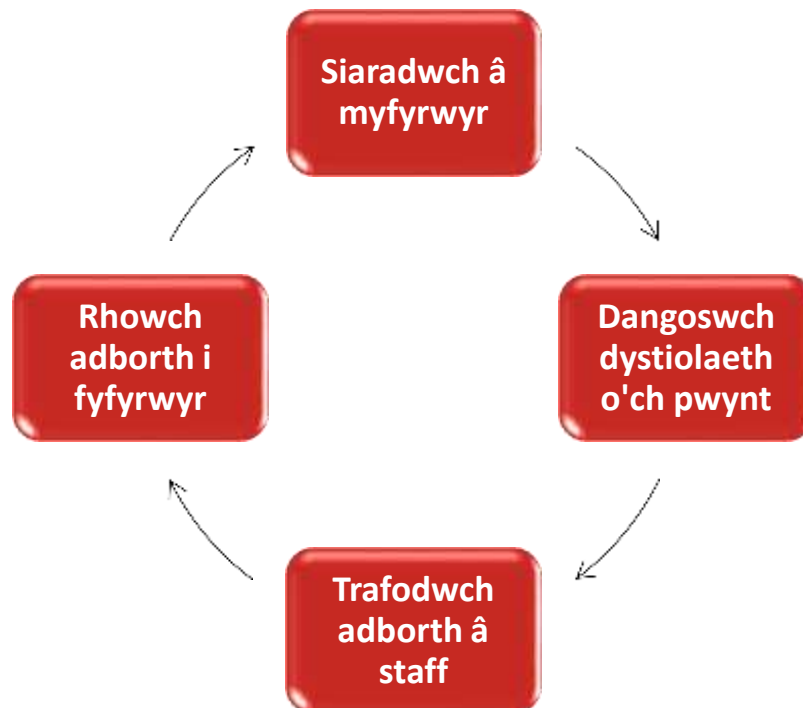 Siaradwch â
myfyrwyr
Dangoswch
dystiolaeth
o'ch pwynt
Trafodwch
adborth â
staff
Rhowch
adborth i
fyfyrwyr